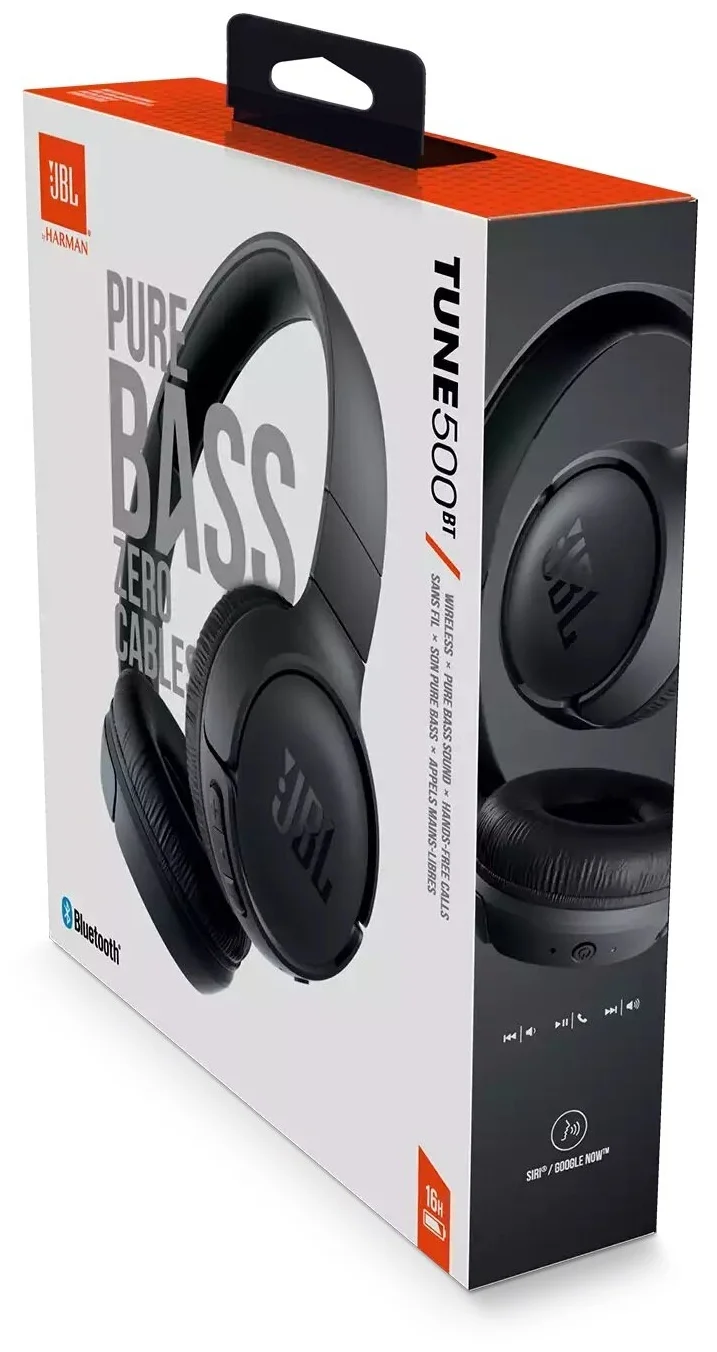 JBL
by HARMAN
PURE
BASS
ZERO
CABLES
TUNE500BT
WIRELESS × PURE BASS SOUND × HANDS-FREE CALLS
SANS FIL × SON PURE BASS × APPELS MAINS-LIBRES
JBL
Bluetooth®
16H
JBL
SIRI® / GOOGLE NOW™